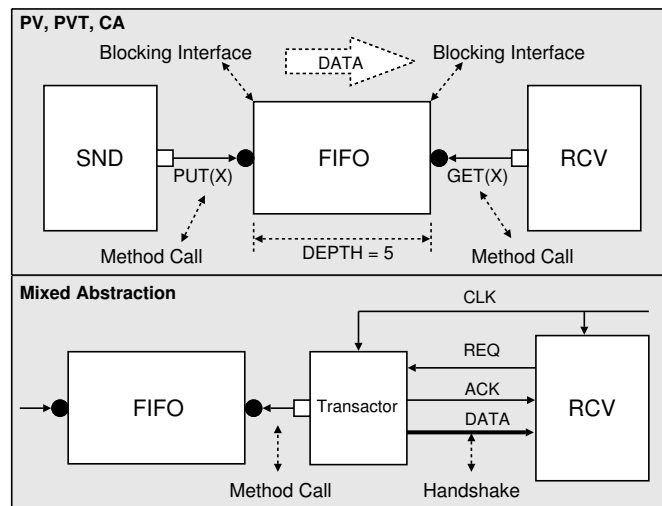 PV, PVT, CA
Blocking Interface
DATA
Blocking Interface
SND
PUT(X)
FIFO
GET(X)
RCV
Method Call
DEPTH = 5
Method Call
Mixed Abstraction
CLK
FIFO
Transactor
REQ
ACK
DATA
RCV
Method Call
Handshake